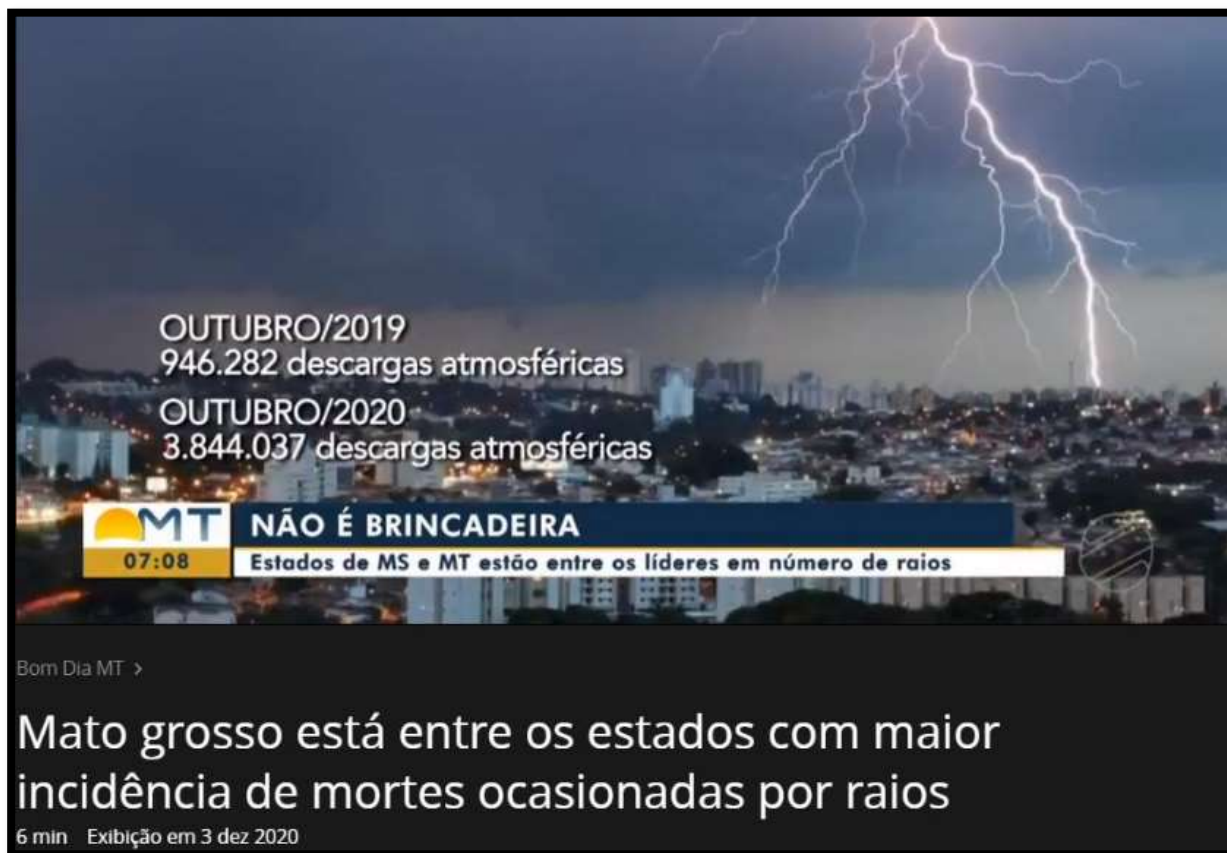 OUTUBRO/2019
946.282 descargas atmosféricas
OUTUBRO/2020
3.844.037 descargas atmosféricas
MT
NÃO É BRINCADEIRA
07:08
Estados de MS e MT estão entre os líderes em número de raios
Bom Dia MT >
Mato grosso está entre os estados com maior
incidência de mortes ocasionadas por raios
6 min Exibição em 3 dez 2020